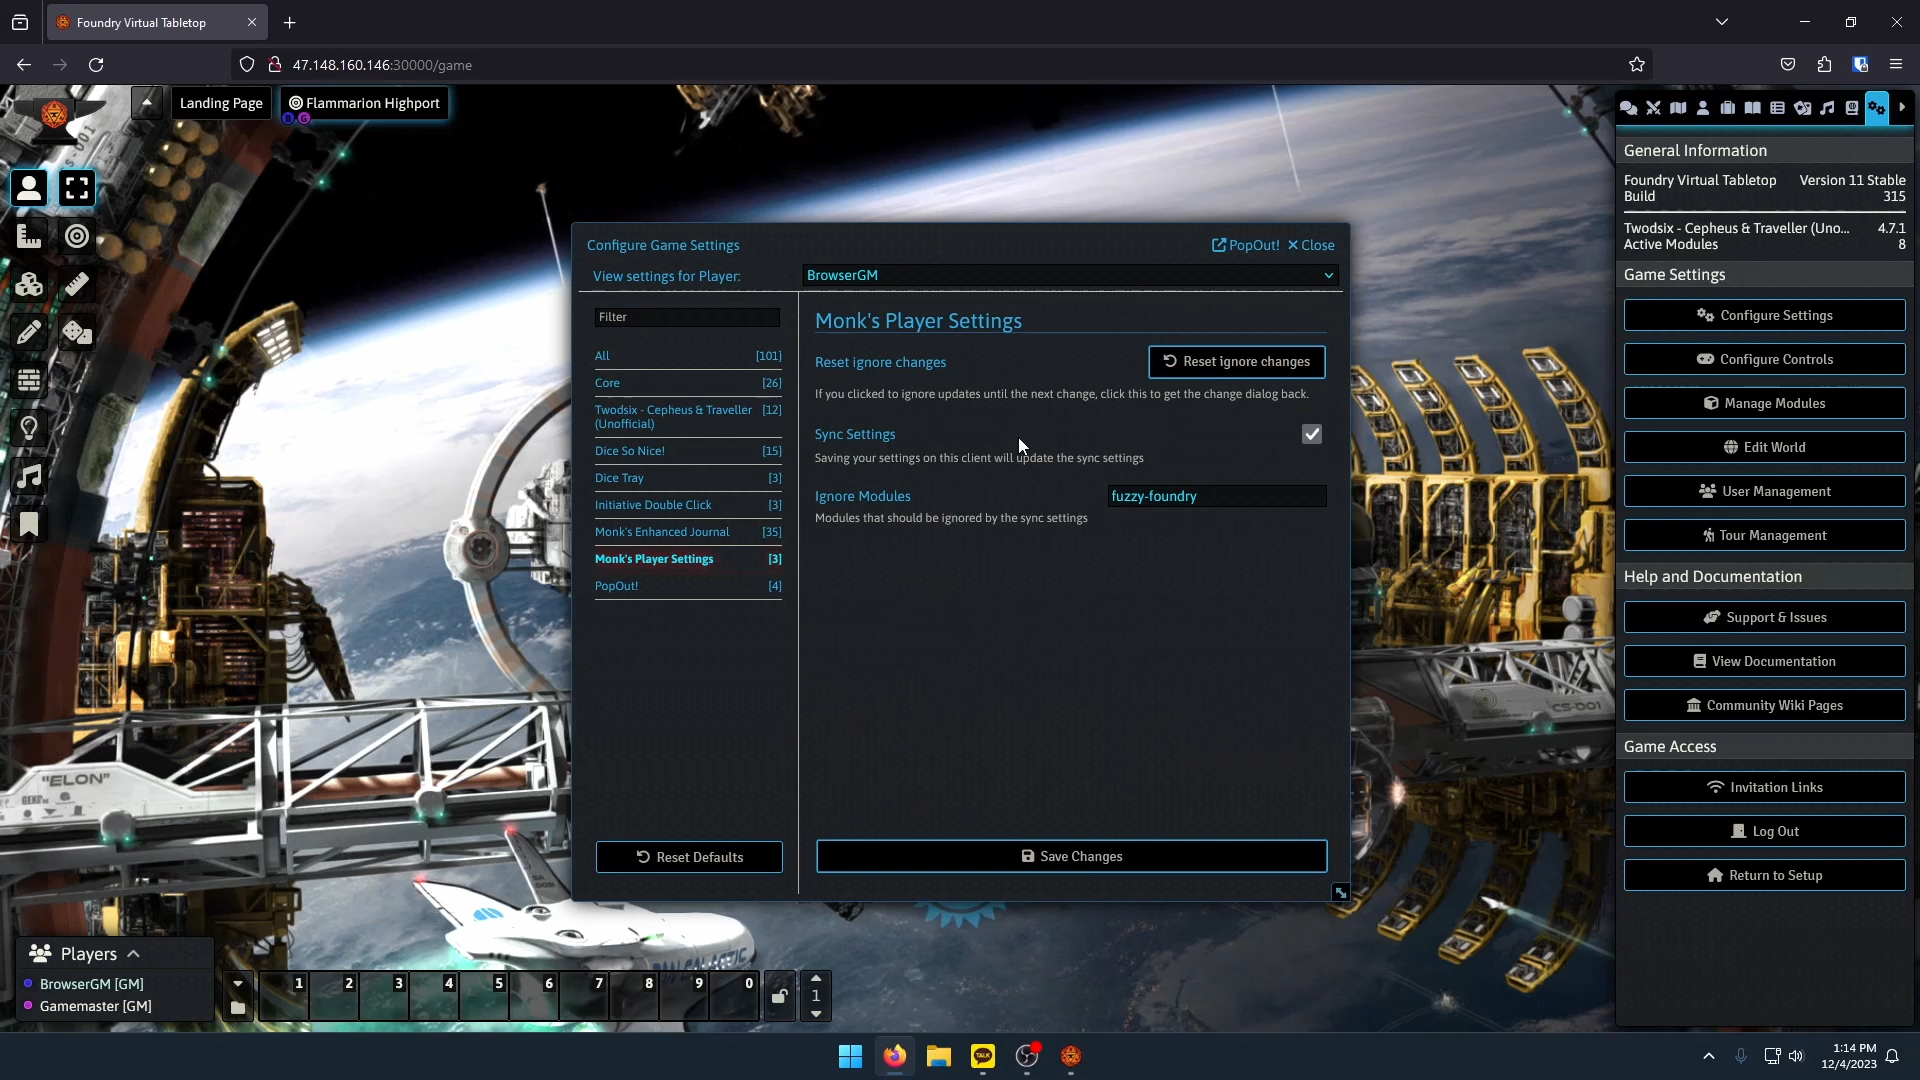 Foundry Virtual Tabletop
47.148.160.146:30000/game
Landing Page
Flammarion Highport
B G
Configure Game Settings
PopOut! Close
View settings for Player:
BrowserGM
Filter
All [101]
Core [26]
Twodsix - Cepheus & Traveller [12]
(Unofficial)
Dice So Nice! [15]
Dice Tray [3]
Initiative Double Click [3]
Monk's Enhanced Journal [35]
Monk's Player Settings [3]
PopOut! [4]
Reset Defaults
Monk's Player Settings
Reset ignore changes
Reset ignore changes
If you clicked to ignore updates until the next change, click this to get the change dialog back.
Sync Settings
Saving your settings on this client will update the sync settings
Ignore Modules
fuzzy-foundry
Modules that should be ignored by the sync settings
Save Changes
General Information
Foundry Virtual Tabletop Version 11 Stable
Build 315
Twodsix - Cepheus & Traveller (Uno... 4.7.1
Active Modules 8
Game Settings
Configure Settings
Configure Controls
Manage Modules
Edit World
User Management
Tour Management
Help and Documentation
Support & Issues
View Documentation
Community Wiki Pages
Game Access
Invitation Links
Log Out
Return to Setup
"ELON"
CS-001
Players
BrowserGM [GM]
Gamemaster [GM]
1 2 3 4 5 6 7 8 9 0
1
TALK
1:14 PM
12/4/2023